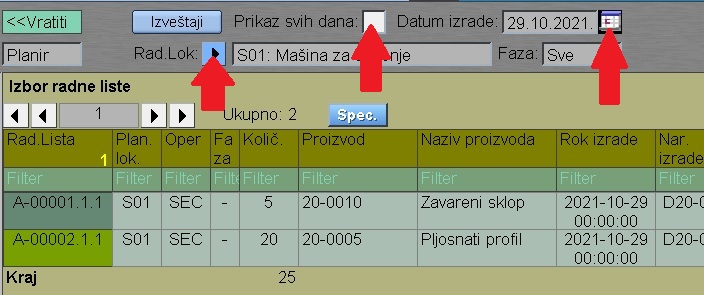 <<Vratiti Izveštaji Prikaz svih dana: Datum izrade: 29.10.2021.
Planir Rad.Lok: S01: Mašina za Faza: Sve
Izbor radne liste
1 Ukupno: 2 Spec.
Rad.Lista Plan. Oper Fa Količ. Proizvod Naziv proizvoda Rok izrade Nar.
1 lok. za izrade
Filter Filter Filter Filte Filter Filter Filter Filter Filter
A-00001.1.1 S01 SEC - 5 20-0010 Zavareni sklop 2021-10-29 D20-0
00:00:00
A-00002.1.1 S01 SEC - 20 20-0005 Pljosnati profil 2021-10-29 D20-0
00:00:00
Kraj 25